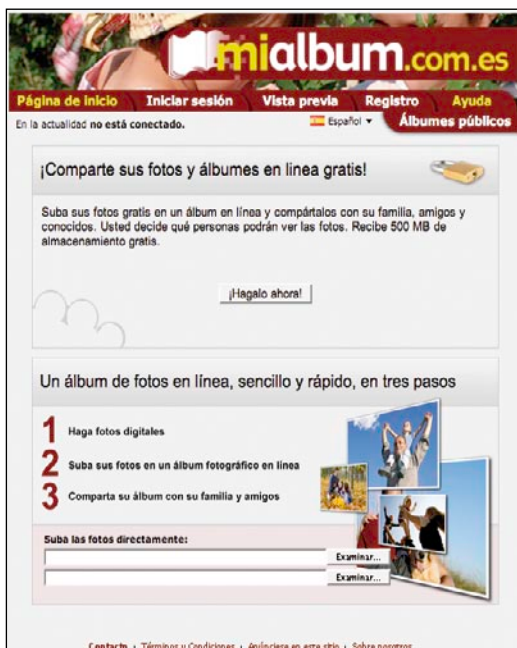 mialbum.com.es
Página de inicio Iniciar sesión Vista previa Registro Ayuda
En la actualidad no está conectado. Español Álbumes públicos
¡Comparte sus fotos y álbumes en linea gratis!
Suba sus fotos gratis en un álbum en línea y compártalos con su familia, amigos y
conocidos. Usted decide qué personas podrán ver las fotos. Recibe 500 MB de
almacenamiento gratis.
¡Hagalo ahora!
Un álbum de fotos en línea, sencillo y rápido, en tres pasos
1 Haga fotos digitales
2 Suba sus fotos en un álbum fotográfico en línea
3 Comparta su álbum con su familia y amigos
Suba las fotos directamente:
Examinar...
Examinar...
Contacto · Términos y Condiciones · Anúnciese en este sitio · Sobre nosotros